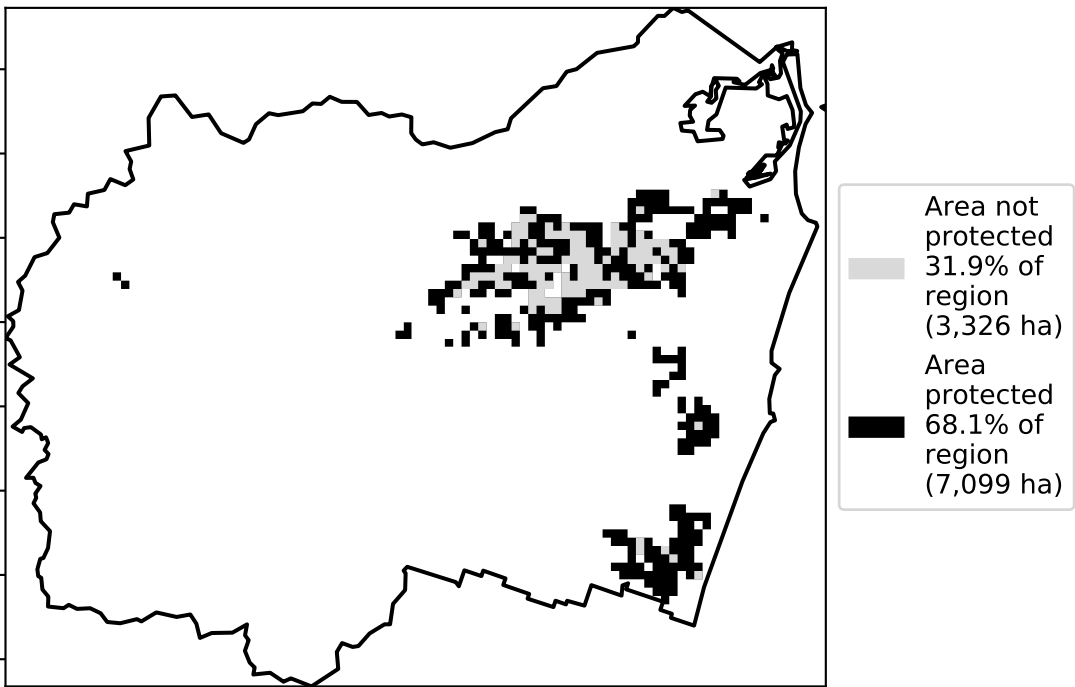 Area not
protected
31.9% of
region
(3,326 ha)
Area
protected
68.1% of
region
(7,099 ha)